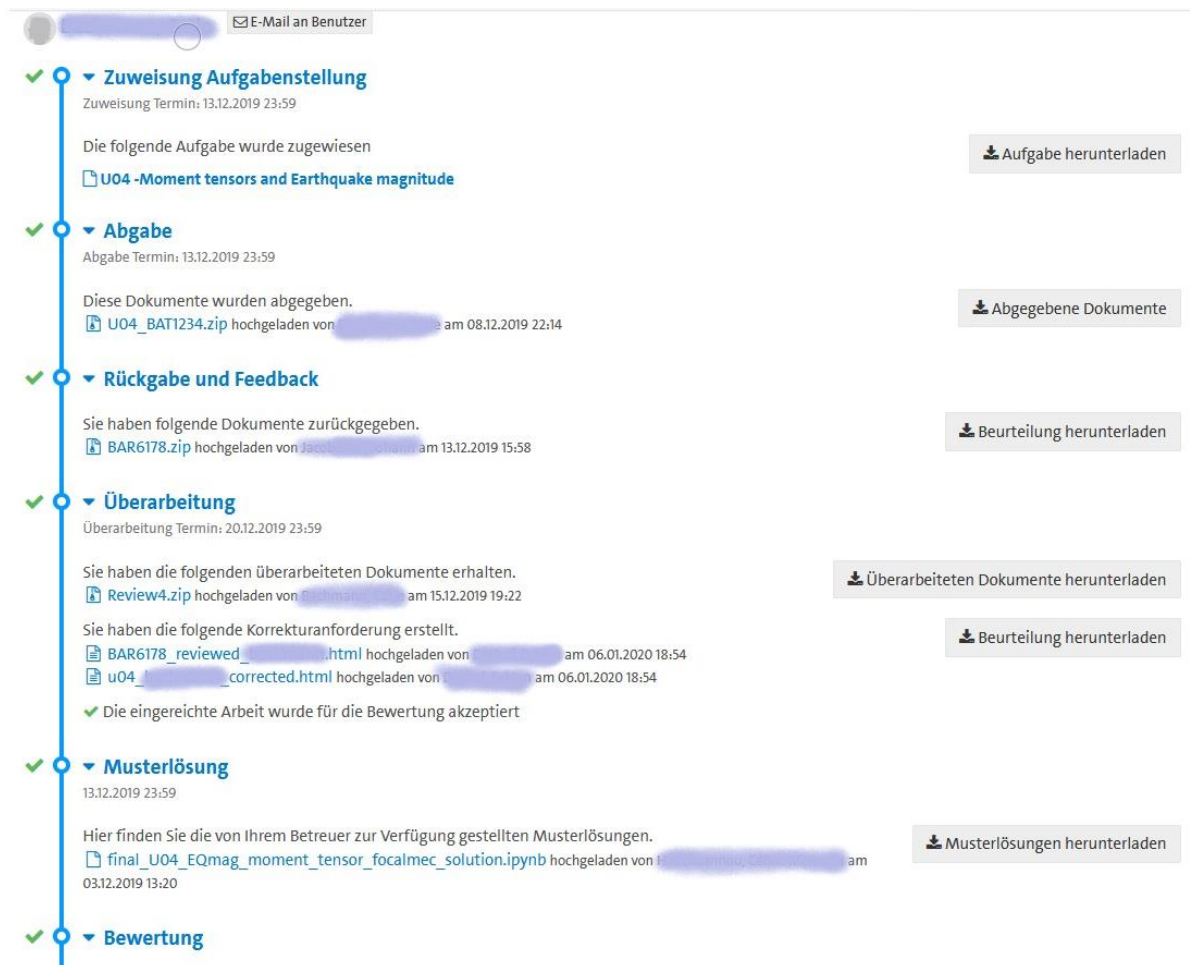 E-Mail an Benutzer
Zuweisung Aufgabenstellung
Zuweisung Termin: 13.12.2019 23:59
Die folgende Aufgabe wurde zugewiesen
Aufgabe herunterladen
U04 -Moment tensors and Earthquake magnitude
Abgabe
Abgabe Termin: 13.12.2019 23:59
Diese Dokumente wurden abgegeben.
Abgegebene Dokumente
U04_BAT1234.zip hochgeladen von am 08.12.2019 22:14
Rückgabe und Feedback
Sie haben folgende Dokumente zurückgegeben.
Beurteilung herunterladen
BAR6178.zip hochgeladen von am 13.12.2019 15:58
Überarbeitung
Überarbeitung Termin: 20.12.2019 23:59
Sie haben die folgenden überarbeiteten Dokumente erhalten.
Überarbeiteten Dokumente herunterladen
Review4.zip hochgeladen von am 15.12.2019 19:22
Sie haben die folgende Korrekturanforderung erstellt.
Beurteilung herunterladen
BAR6178_reviewed_ .html hochgeladen von am 06.01.2020 18:54
u04_ _corrected.html hochgeladen von am 06.01.2020 18:54
Die eingereichte Arbeit wurde für die Bewertung akzeptiert
Musterlösung
13.12.2019 23:59
Hier finden Sie die von Ihrem Betreuer zur Verfügung gestellten Musterlösungen.
Musterlösungen herunterladen
final_U04_EQmag_moment_tensor_focalmec_solution.ipynb hochgeladen von am
03.12.2019 13:20
Bewertung